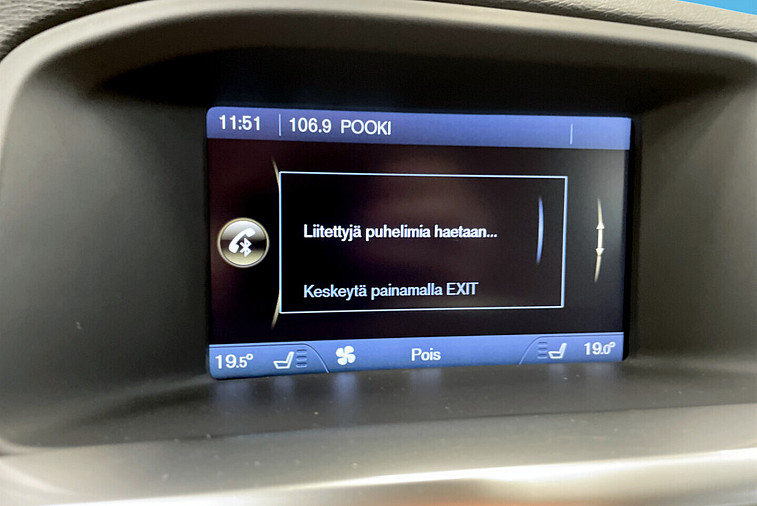 11:51 106.9 POOKI
Liitettyjä puhelimia haetaan...
Keskeytä painamalla EXIT
19.5° Pois 19.0°